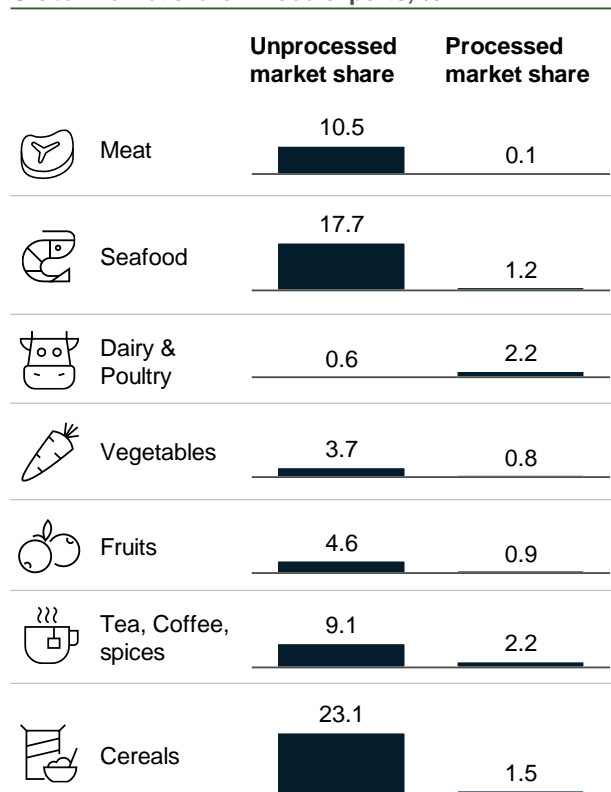 Unprocessed
market share
Processed
market share
Meat
10.5
0.1
Seafood
17.7
1.2
Dairy &
Poultry
0.6
2.2
Vegetables
3.7
0.8
Fruits
4.6
0.9
Tea, Coffee,
spices
9.1
2.2
Cereals
23.1
1.5